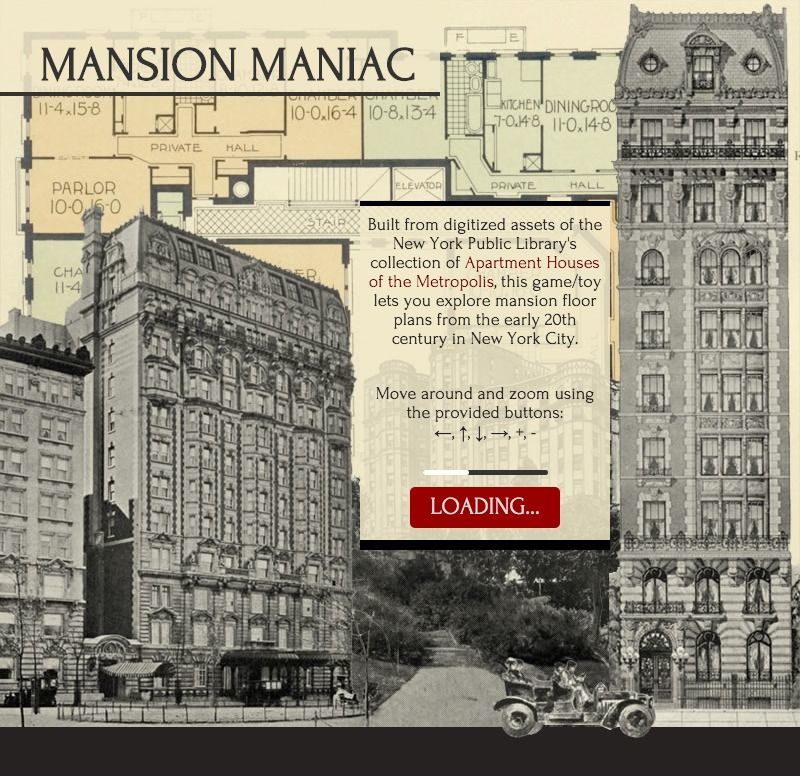 F E
MANSION MANIAC
11-4x15-8
CHAMBER
10-0x16-4
CHAMBER
10-8x13-4
KITCHEN
7-0x14-8
DINING ROO
11-0x14-8
PRIVATE HALL
PARLOR
ELEVATOR
PRIVATE HALL
STAIR
CHA
11-4
BER
Built from digitized assets of the
New York Public Library's
collection of Apartment Houses
of the Metropolis, this game/toy
lets you explore mansion floor
plans from the early 20th
century in New York City.
Move around and zoom using
the provided buttons:
←, ↑, ↓, →, +, -
LOADING...